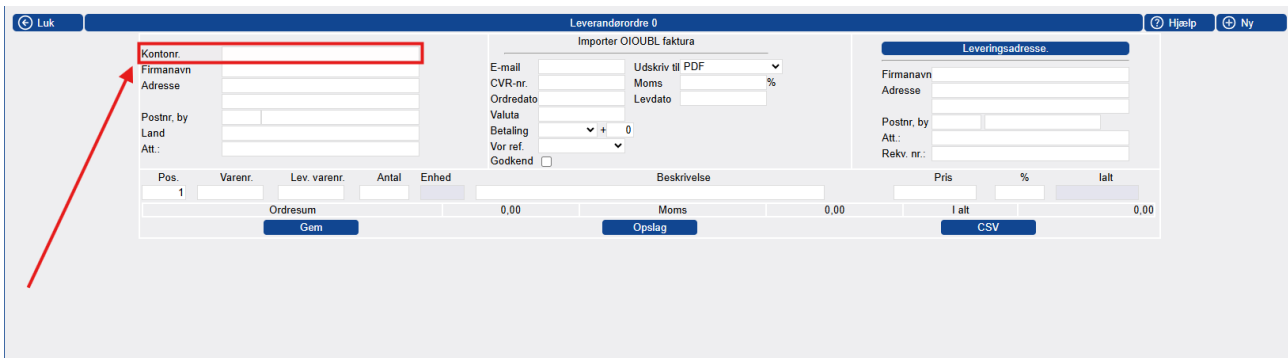 Luk
Leverandørordre 0
Hjælp
Ny
Kontonr.
Firmanavn
Adresse
Postnr, by
Land
Att.:
Importer OIOUBL faktura
E-mail
Udskriv til PDF
CVR-nr.
Moms %
Ordredato
Levdato
Valuta
Betaling + 0
Vor ref.
Godkend
Leveringsadresse.
Firmanavn
Adresse
Postnr, by
Att.:
Rekv. nr.:
Pos. Varenr. Lev. varenr. Antal Enhed Beskrivelse Pris % Ialt
1
Ordresum 0,00 Moms 0,00 I alt 0,00
Gem Opslag CSV